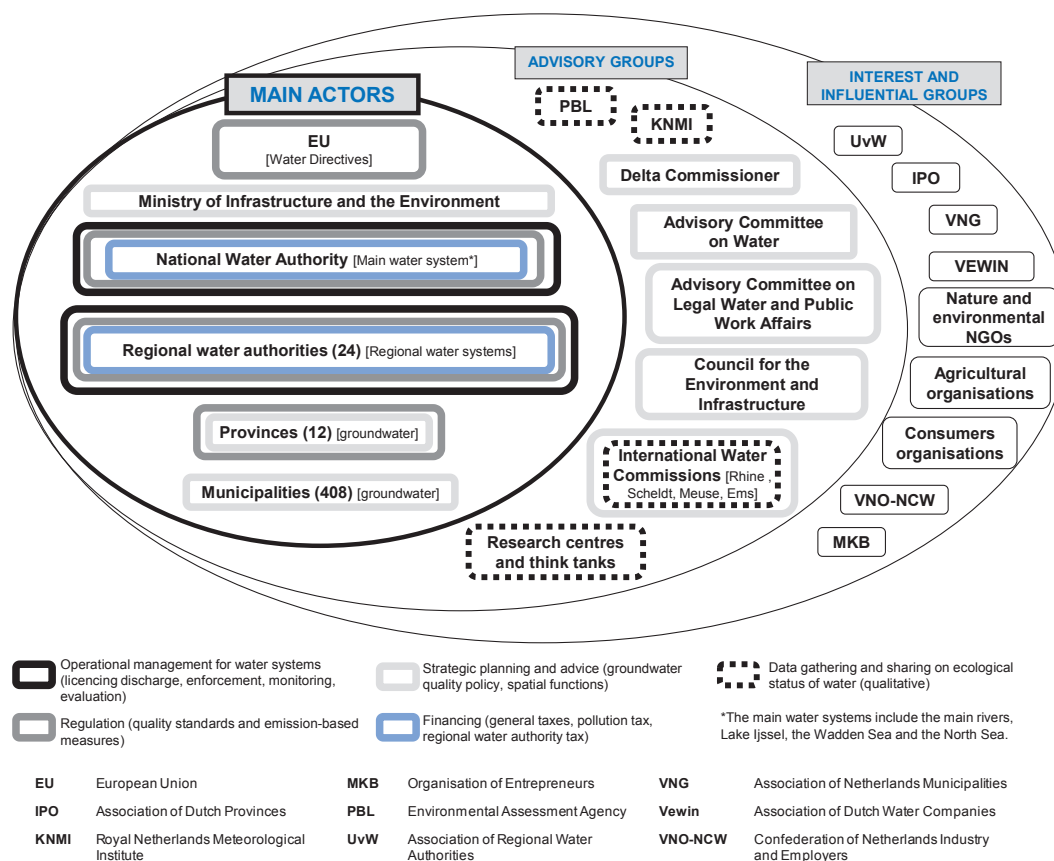 MAIN ACTORS
EU
[Water Directives]
Ministry of Infrastructure and the Environment
National Water Authority [Main water system*]
Regional water authorities (24) [Regional water systems]
Provinces (12) [groundwater]
Municipalities (408) [groundwater]
ADVISORY GROUPS
PBL
KNMI
Delta Commissioner
Advisory Committee
on Water
Advisory Committee on
Legal Water and Public
Work Affairs
Council for the
Environment and
Infrastructure
International Water
Commissions [Rhine ,
Scheldt, Meuse, Ems]
Research centres
and think tanks
INTEREST AND
INFLUENTIAL GROUPS
UvW
IPO
VNG
VEWIN
Nature and
environmental
NGOs
Agricultural
organisations
Consumers
organisations
VNO-NCW
MKB
Operational management for water systems
(licencing discharge, enforcement, monitoring,
evaluation)
Regulation (quality standards and emission-based
measures)
Strategic planning and advice (groundwater
quality policy, spatial functions)
Financing (general taxes, pollution tax,
regional water authority tax)
Data gathering and sharing on ecological
status of water (qualitative)
*The main water systems include the main rivers,
Lake Ijssel, the Wadden Sea and the North Sea.
EU European Union
IPO Association of Dutch Provinces
KNMI Royal Netherlands Meteorological
Institute
MKB Organisation of Entrepreneurs
PBL Environmental Assessment Agency
UvW Association of Regional Water
Authorities
VNG Association of Netherlands Municipalities
Vewin Association of Dutch Water Companies
VNO-NCW Confederation of Netherlands Industry
and Employers